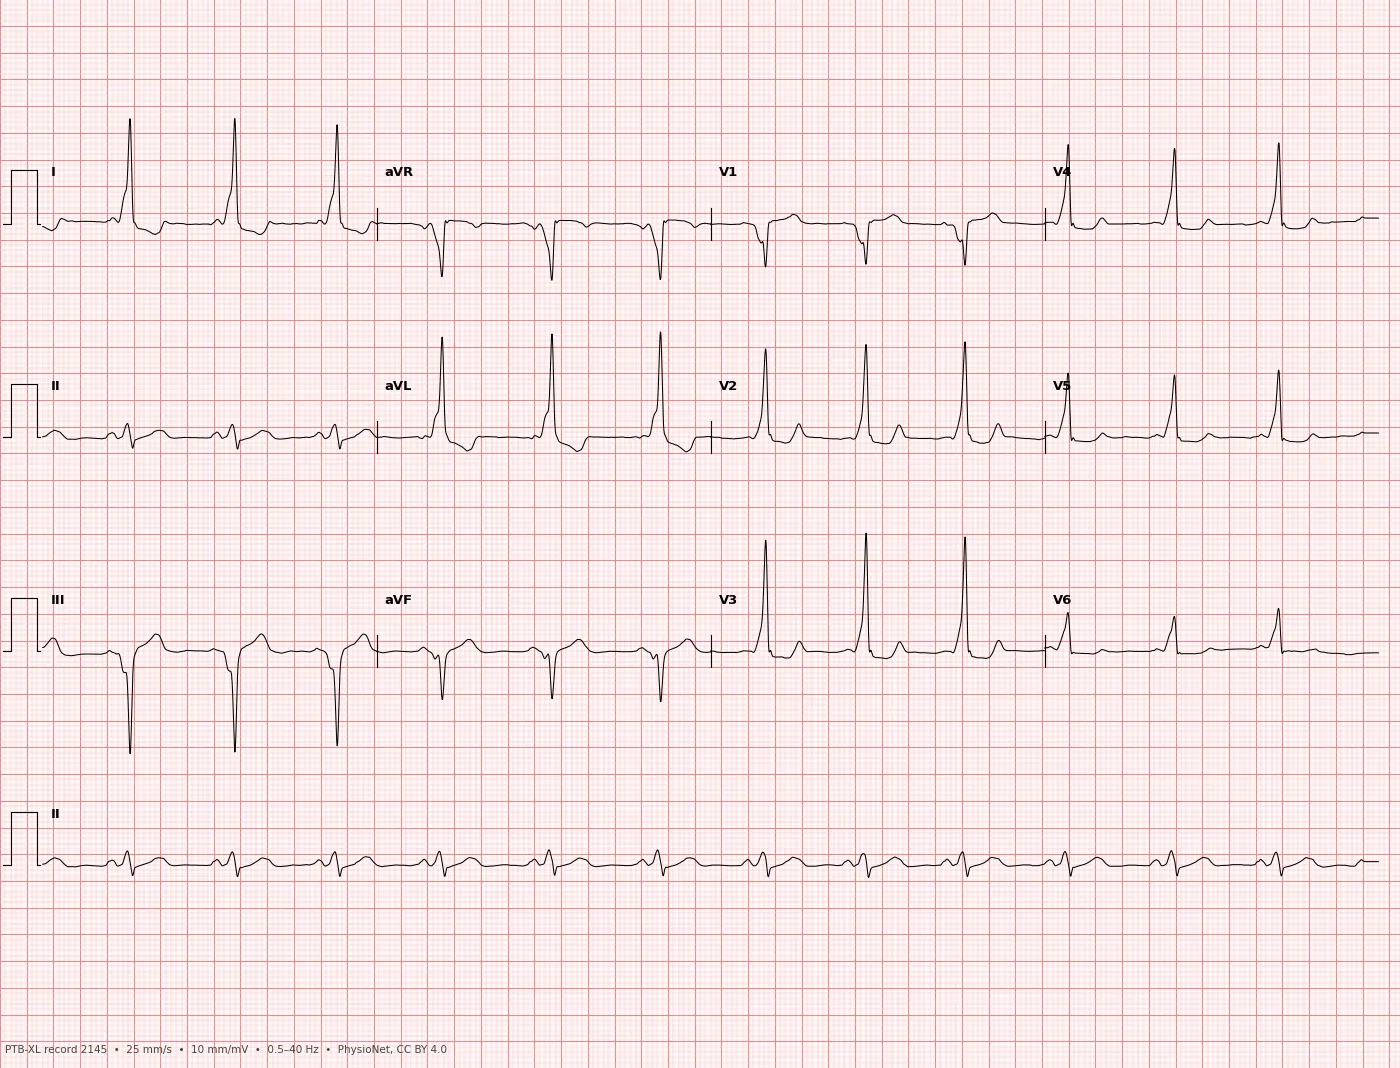 I aVR V1 V4
II aVL V2 V5
III aVF V3 V6
II
PTB-XL record 2145 • 25 mm/s • 10 mm/mV • 0.5–40 Hz • PhysioNet, CC BY 4.0